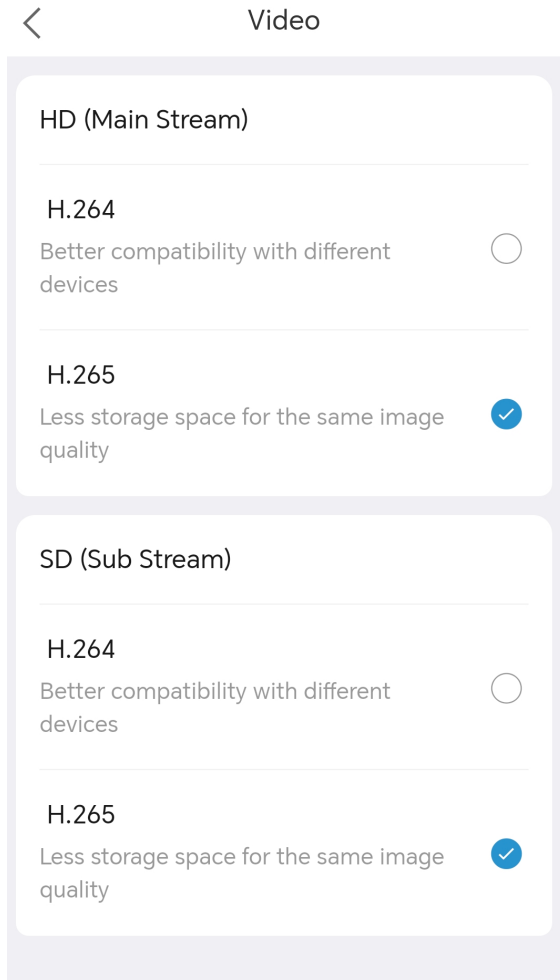 Video
HD (Main Stream)
H.264
Better compatibility with different
devices
H.265
Less storage space for the same image
quality
SD (Sub Stream)
H.264
Better compatibility with different
devices
H.265
Less storage space for the same image
quality